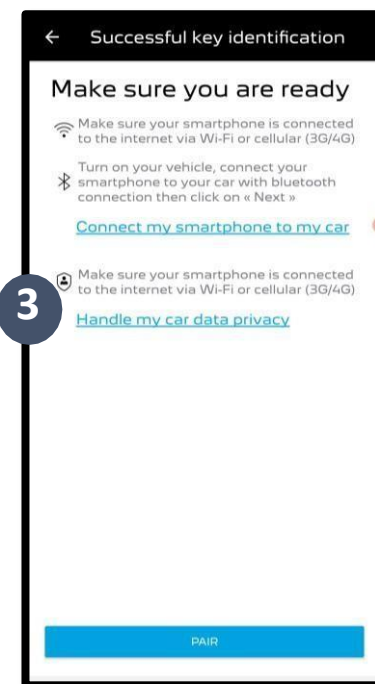 Successful key identification
Make sure you are ready
Make sure your smartphone is connected
to the internet via Wi-Fi or cellular (3G/4G)
Turn on your vehicle, connect your
smartphone to your car with bluetooth
connection then click on « Next »
Connect my smartphone to my car
Make sure your smartphone is connected
to the internet via Wi-Fi or cellular (3G/4G)
3
Handle my car data privacy
PAIR